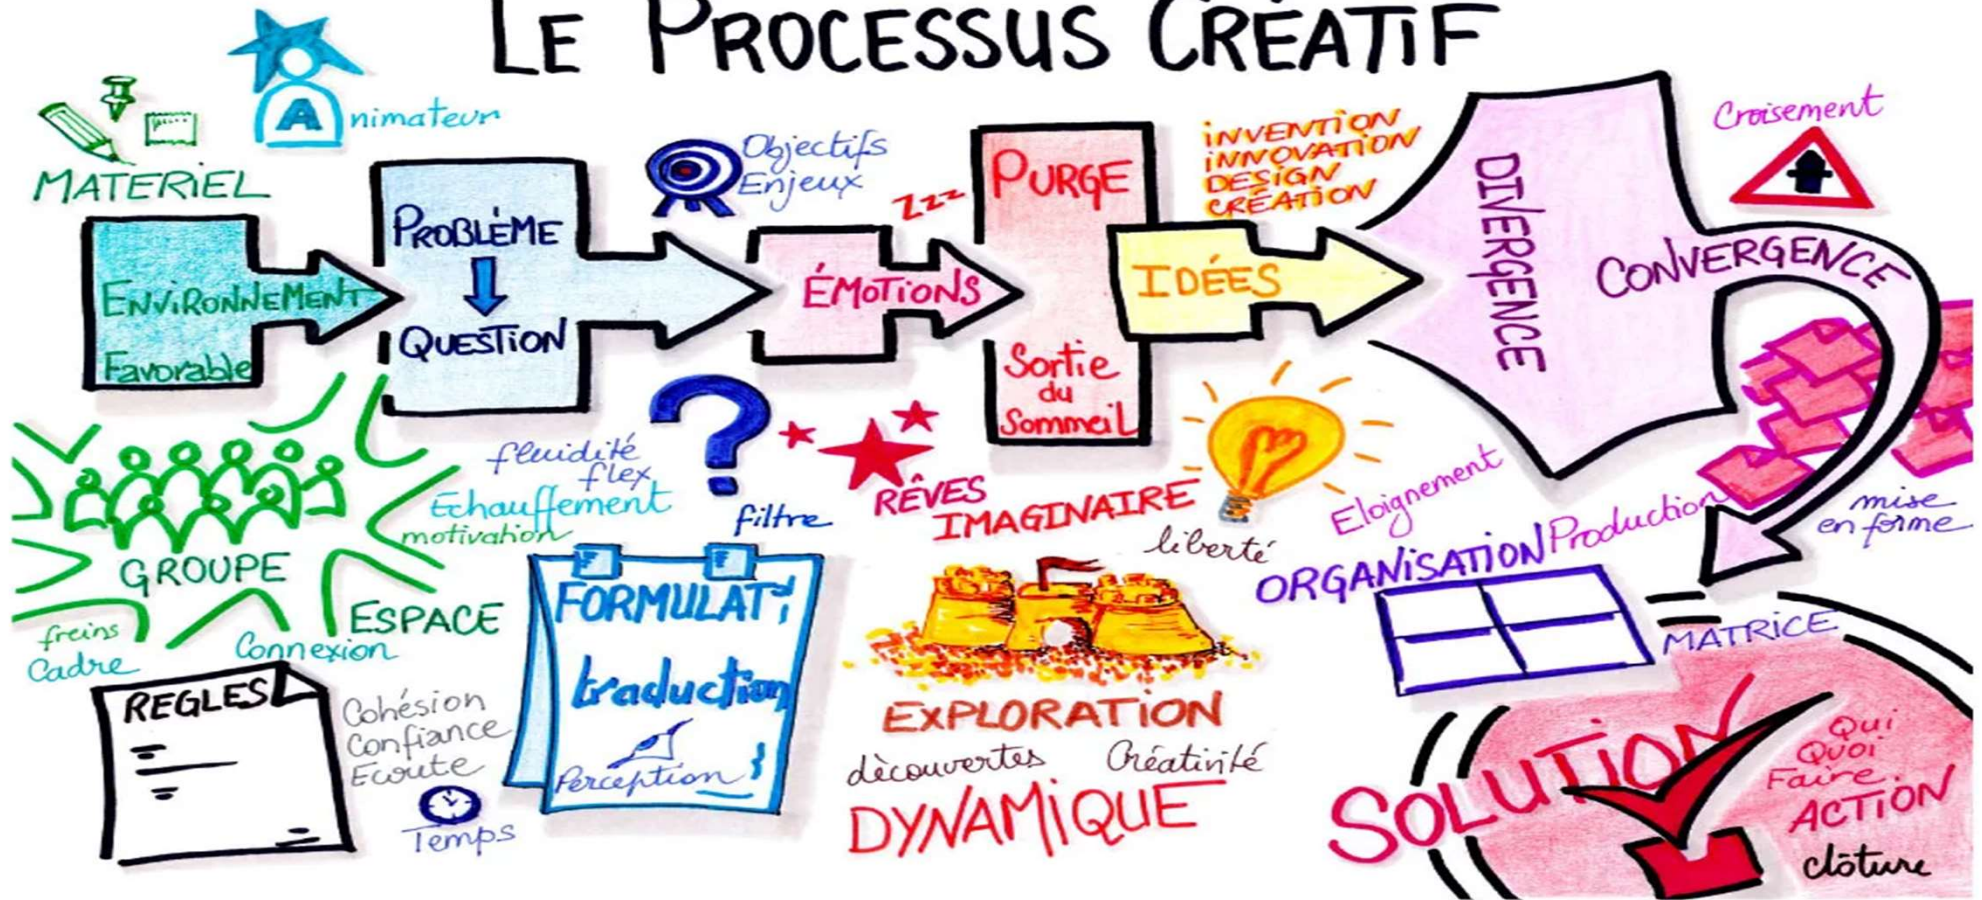 LE PROCESSUS CRÉATIF
Animateur
MATERIEL
ENVIRONNEMENT
Favorable
PROBLÈME
QUESTION
Objectifs
Enjeux
ÉMOTIONS
Zzz
PURGE
Sortie
du
Sommeil
IDÉES
INVENTION
INNOVATION
DESIGN
CRÉATION
DIVERGENCE
CONVERGENCE
Croisement
GROUPE
freins
Cadre
Connexion
ESPACE
fluidité
flex
Echauffement
motivation
?
filtre
RÊVES
IMAGINAIRE
liberté
Eloignement
ORGANISATION
Production
mise
en forme
MATRICE
REGLES
Cohésion
Confiance
Ecoute
Temps
FORMULAT°
traduction
Perception
EXPLORATION
découvertes
Créativité
DYNAMIQUE
SOLUTION
Qui
Quoi
Faire.
ACTION
clôture